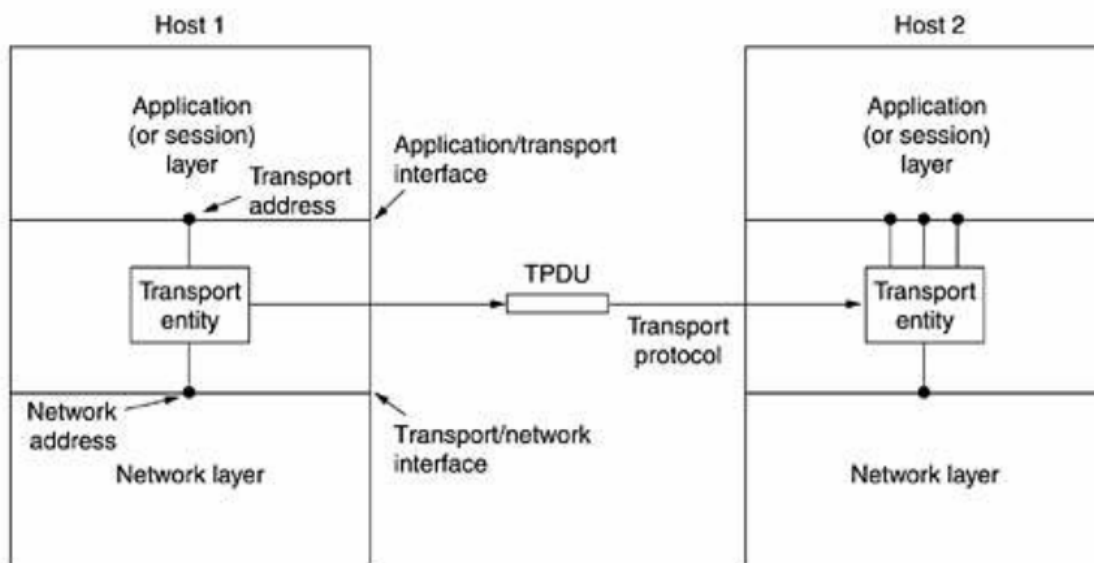 Host 1
Host 2
Application
(or session)
layer
Transport
address
Application/transport
interface
Application
(or session)
layer
Transport
entity
TPDU
Transport
protocol
Transport
entity
Network
address
Network layer
Transport/network
interface
Network layer